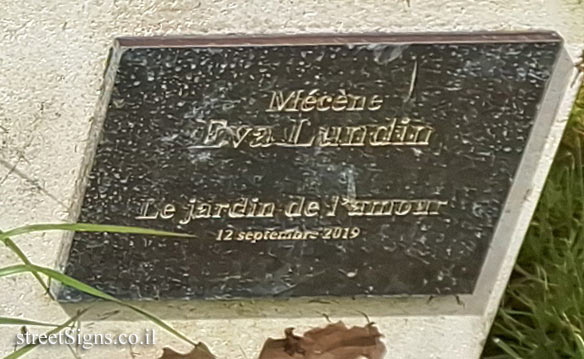 Mécène
Eva Lundin
Le jardin de l'amour
12 septembre 2019
streetSigns.co.il